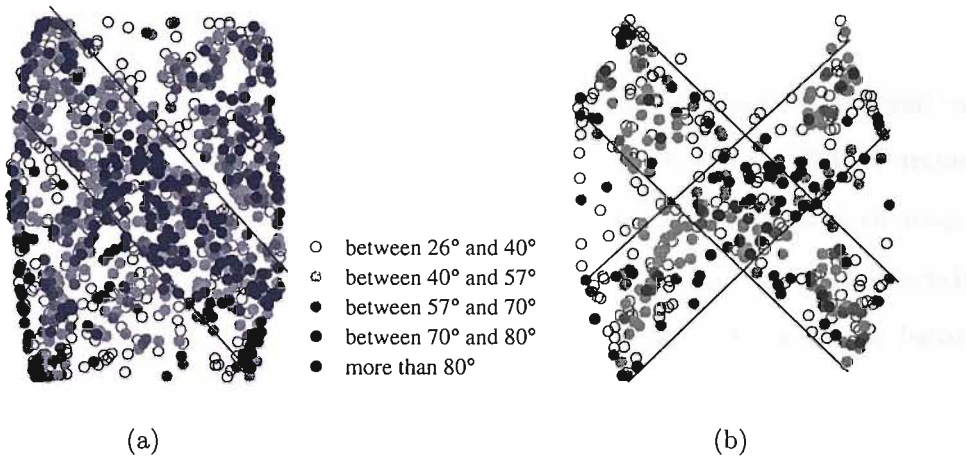 between 26° and 40°
between 40° and 57°
between 57° and 70°
between 70° and 80°
more than 80°
(a)
(b)